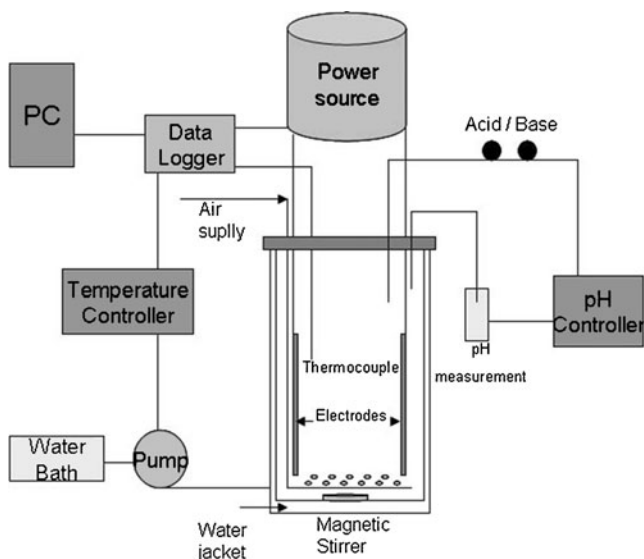 Power
source
PC
Data
Logger
Acid / Base
Air
suplly
Temperature
Controller
pH
Controller
pH
measurement
Thermocouple
Electrodes
Water
Bath
Pump
Water
jacket
Magnetic
Stirrer